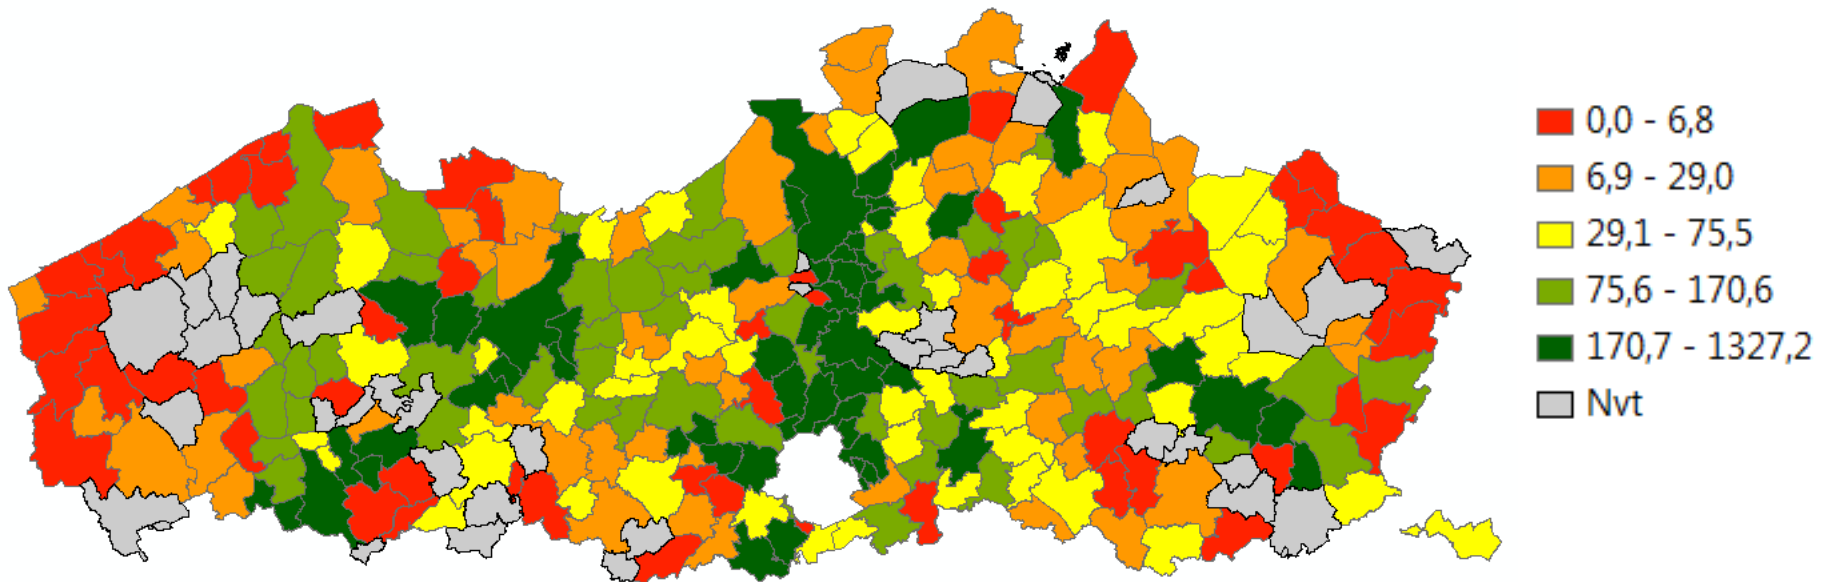 0,0 - 6,8
6,9 - 29,0
29,1 - 75,5
75,6 - 170,6
170,7 - 1327,2
Nvt